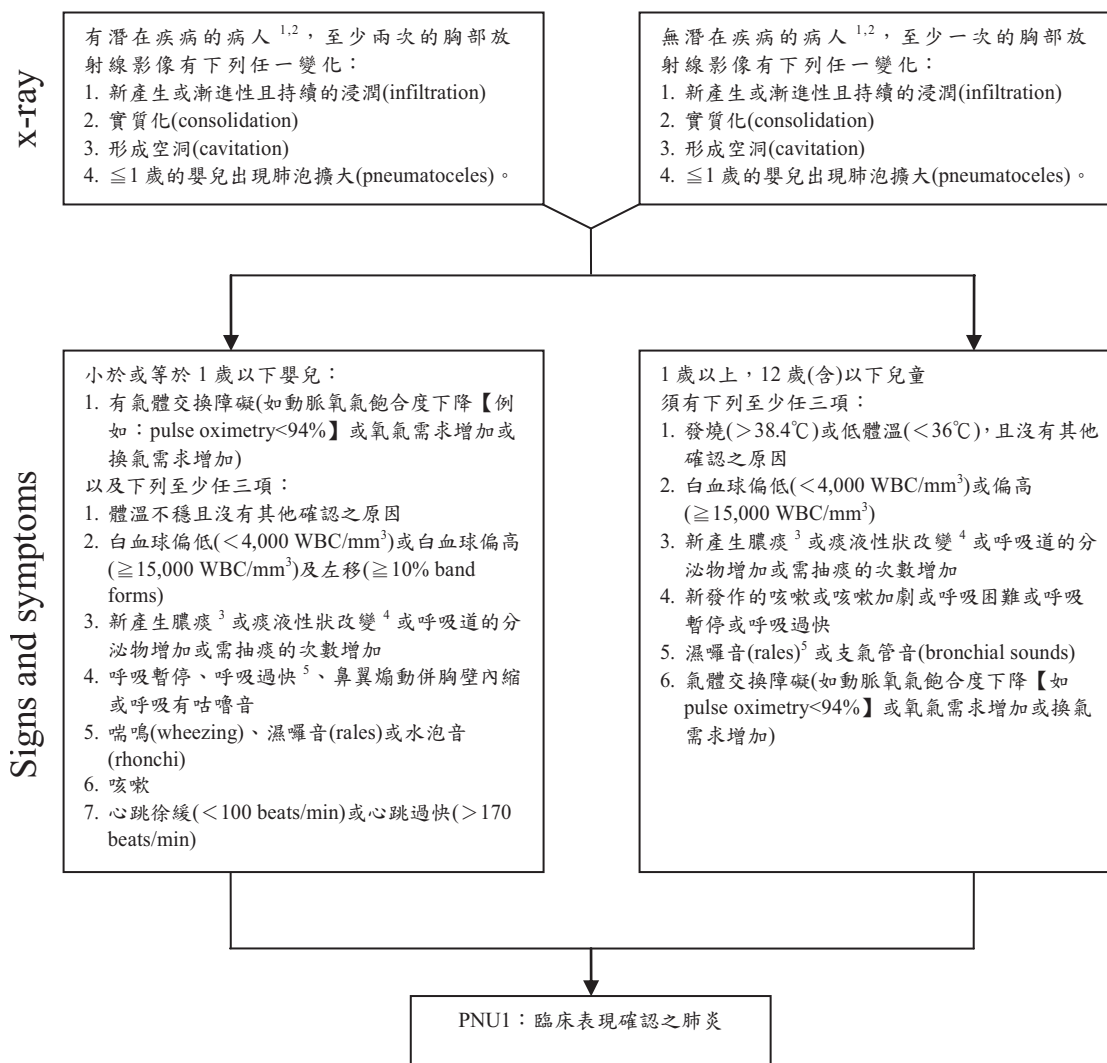 x-ray
有潛在疾病的病人 1,2，至少兩次的胸部放
射線影像有下列任一變化：
1. 新產生或漸進性且持續的浸潤(infiltration)
2. 實質化(consolidation)
3. 形成空洞(cavitation)
4. ≦1 歲的嬰兒出現肺泡擴大(pneumatoceles)。
無潛在疾病的病人 1,2，至少一次的胸部放
射線影像有下列任一變化：
1. 新產生或漸進性且持續的浸潤(infiltration)
2. 實質化(consolidation)
3. 形成空洞(cavitation)
4. ≦1 歲的嬰兒出現肺泡擴大(pneumatoceles)。
Signs and symptoms
小於或等於 1 歲以下嬰兒：
1. 有氣體交換障礙(如動脈氧氣飽合度下降【例
如：pulse oximetry<94%】或氧氣需求增加或
換氣需求增加)
以及下列至少任三項：
1. 體溫不穩且沒有其他確認之原因
2. 白血球偏低(＜4,000 WBC/mm³)或白血球偏高
(≧15,000 WBC/mm³)及左移(≧10% band
forms)
3. 新產生膿痰 3 或痰液性狀改變 4 或呼吸道的分
泌物增加或需抽痰的次數增加
4. 呼吸暫停、呼吸過快 5、鼻翼煽動併胸壁內縮
或呼吸有咕嚕音
5. 喘鳴(wheezing)、濕囉音(rales)或水泡音
(rhonchi)
6. 咳嗽
7. 心跳徐緩(＜100 beats/min)或心跳過快(＞170
beats/min)
1 歲以上，12 歲(含)以下兒童
須有下列至少任三項：
1. 發燒(＞38.4℃)或低體溫(＜36℃)，且沒有其他
確認之原因
2. 白血球偏低(＜4,000 WBC/mm³)或偏高
(≧15,000 WBC/mm³)
3. 新產生膿痰 3 或痰液性狀改變 4 或呼吸道的分
泌物增加或需抽痰的次數增加
4. 新發作的咳嗽或咳嗽加劇或呼吸困難或呼吸
暫停或呼吸過快
5. 濕囉音(rales)5 或支氣管音(bronchial sounds)
6. 氣體交換障礙(如動脈氧氣飽合度下降【如
pulse oximetry<94%】或氧氣需求增加或換氣
需求增加)
PNU1：臨床表現確認之肺炎